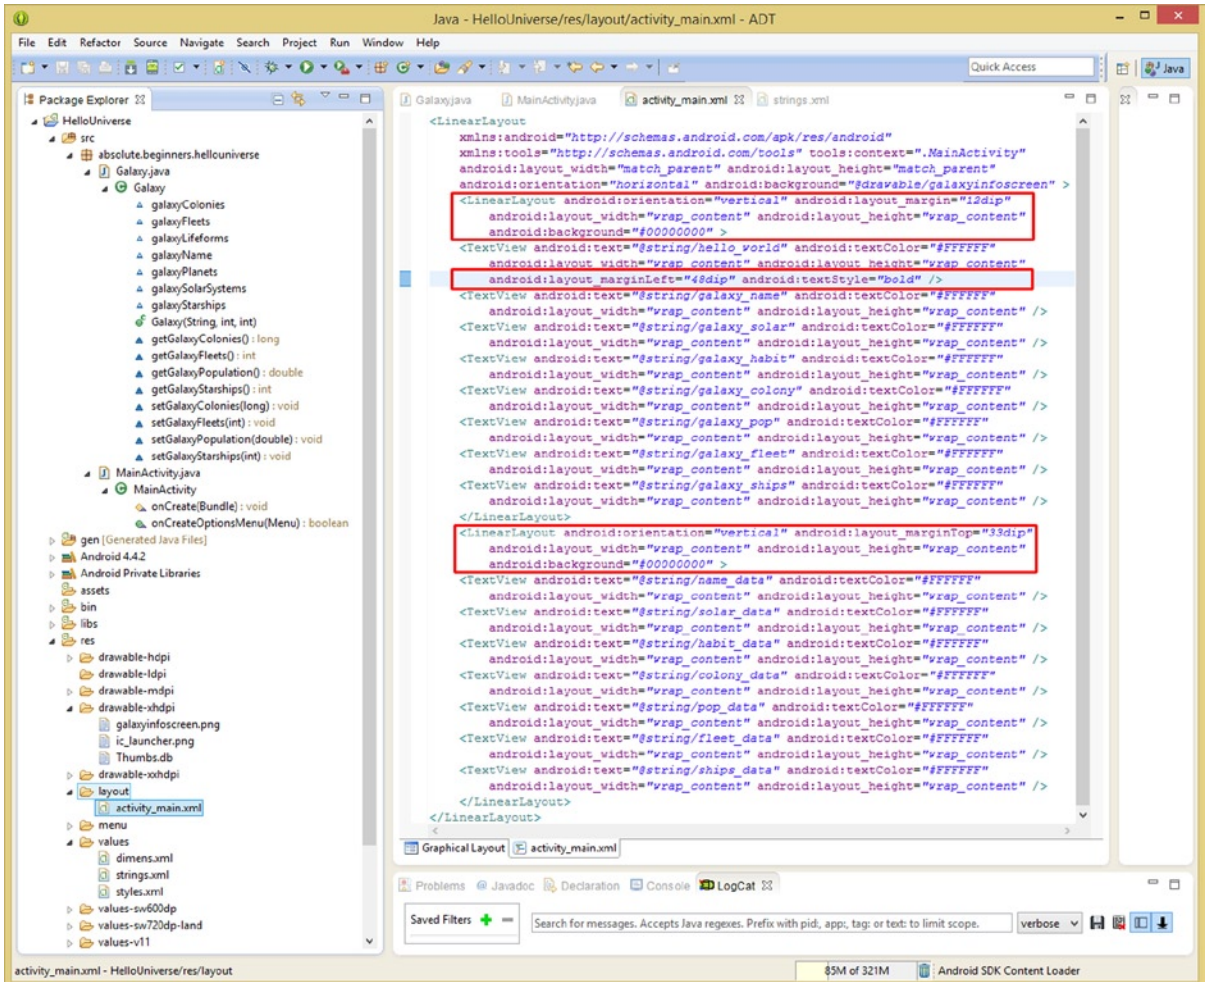 Java - HelloUniverse/res/layout/activity_main.xml - ADT
File Edit Refactor Source Navigate Search Project Run Window Help
Quick Access
Java
Package Explorer
HelloUniverse
src
absolute.beginners.hellouniverse
Galaxy.java
Galaxy
galaxyColonies
galaxyFleets
galaxyLifeforms
galaxyName
galaxyPlanets
galaxySolarSystems
galaxyStarships
Galaxy(String, int, int)
getGalaxyColonies() : long
getGalaxyFleets() : int
getGalaxyPopulation() : double
getGalaxyStarships() : int
setGalaxyColonies(long) : void
setGalaxyFleets(int) : void
setGalaxyPopulation(double) : void
setGalaxyStarships(int) : void
MainActivity.java
MainActivity
onCreate(Bundle) : void
onCreateOptionsMenu(Menu) : boolean
gen [Generated Java Files]
Android 4.4.2
Android Private Libraries
assets
bin
libs
res
drawable-hdpi
drawable-ldpi
drawable-mdpi
drawable-xhdpi
galaxyinfoscreen.png
ic_launcher.png
Thumbs.db
drawable-xxhdpi
layout
activity_main.xml
menu
values
dimens.xml
strings.xml
styles.xml
values-sw600dp
values-sw720dp-land
values-v11
Galaxy.java MainActivity.java activity_main.xml strings.xml
<LinearLayout
xmlns:android="http://schemas.android.com/apk/res/android"
xmlns:tools="http://schemas.android.com/tools" tools:context=".MainActivity"
android:layout_width="match_parent" android:layout_height="match_parent"
android:orientation="horizontal" android:background="@drawable/galaxyinfoscreen" >
<LinearLayout android:orientation="vertical" android:layout_margin="12dip"
android:layout_width="wrap_content" android:layout_height="wrap_content"
android:background="#00000000" >
<TextView android:text="@string/hello_world" android:textColor="#FFFFFF"
android:layout_width="wrap_content" android:layout_height="wrap_content"
android:layout_marginLeft="48dip" android:textStyle="bold" />
<TextView android:text="@string/galaxy_name" android:textColor="#FFFFFF"
android:layout_width="wrap_content" android:layout_height="wrap_content" />
<TextView android:text="@string/galaxy_solar" android:textColor="#FFFFFF"
android:layout_width="wrap_content" android:layout_height="wrap_content" />
<TextView android:text="@string/galaxy_habit" android:textColor="#FFFFFF"
android:layout_width="wrap_content" android:layout_height="wrap_content" />
<TextView android:text="@string/galaxy_colony" android:textColor="#FFFFFF"
android:layout_width="wrap_content" android:layout_height="wrap_content" />
<TextView android:text="@string/galaxy_pop" android:textColor="#FFFFFF"
android:layout_width="wrap_content" android:layout_height="wrap_content" />
<TextView android:text="@string/galaxy_fleet" android:textColor="#FFFFFF"
android:layout_width="wrap_content" android:layout_height="wrap_content" />
<TextView android:text="@string/galaxy_ships" android:textColor="#FFFFFF"
android:layout_width="wrap_content" android:layout_height="wrap_content" />
</LinearLayout>
<LinearLayout android:orientation="vertical" android:layout_marginTop="33dip"
android:layout_width="wrap_content" android:layout_height="wrap_content"
android:background="#00000000" >
<TextView android:text="@string/name_data" android:textColor="#FFFFFF"
android:layout_width="wrap_content" android:layout_height="wrap_content" />
<TextView android:text="@string/solar_data" android:textColor="#FFFFFF"
android:layout_width="wrap_content" android:layout_height="wrap_content" />
<TextView android:text="@string/habit_data" android:textColor="#FFFFFF"
android:layout_width="wrap_content" android:layout_height="wrap_content" />
<TextView android:text="@string/colony_data" android:textColor="#FFFFFF"
android:layout_width="wrap_content" android:layout_height="wrap_content" />
<TextView android:text="@string/pop_data" android:textColor="#FFFFFF"
android:layout_width="wrap_content" android:layout_height="wrap_content" />
<TextView android:text="@string/fleet_data" android:textColor="#FFFFFF"
android:layout_width="wrap_content" android:layout_height="wrap_content" />
<TextView android:text="@string/ships_data" android:textColor="#FFFFFF"
android:layout_width="wrap_content" android:layout_height="wrap_content" />
</LinearLayout>
</LinearLayout>
Graphical Layout activity_main.xml
Problems @ Javadoc Declaration Console LogCat
Saved Filters
Search for messages. Accepts Java regexes. Prefix with pid:, app:, tag: or text: to limit scope.
verbose
activity_main.xml - HelloUniverse/res/layout
85M of 321M
Android SDK Content Loader